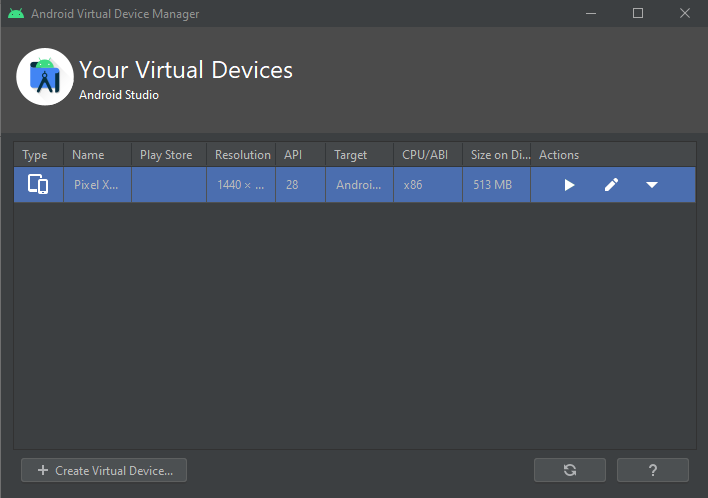 Android Virtual Device Manager
Your Virtual Devices
Android Studio
Type Name Play Store Resolution API Target CPU/ABI Size on Di... Actions
Pixel X... 1440 × ... 28 Androi... x86 513 MB
+ Create Virtual Device... ?